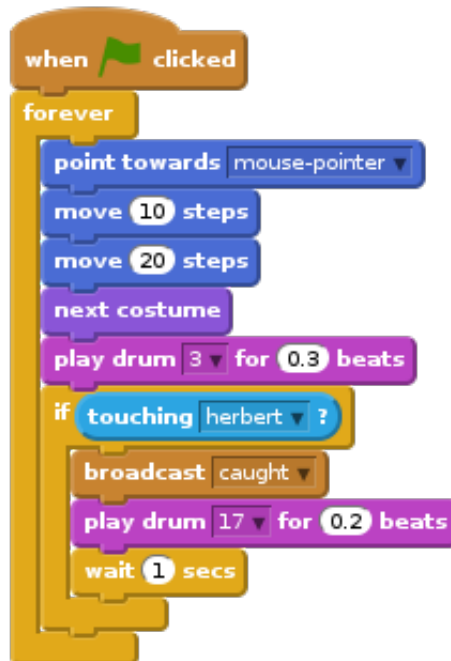 when clicked
forever
point towards mouse-pointer
move 10 steps
move 20 steps
next costume
play drum 3 for 0.3 beats
if touching herbert ?
broadcast caught
play drum 17 for 0.2 beats
wait 1 secs